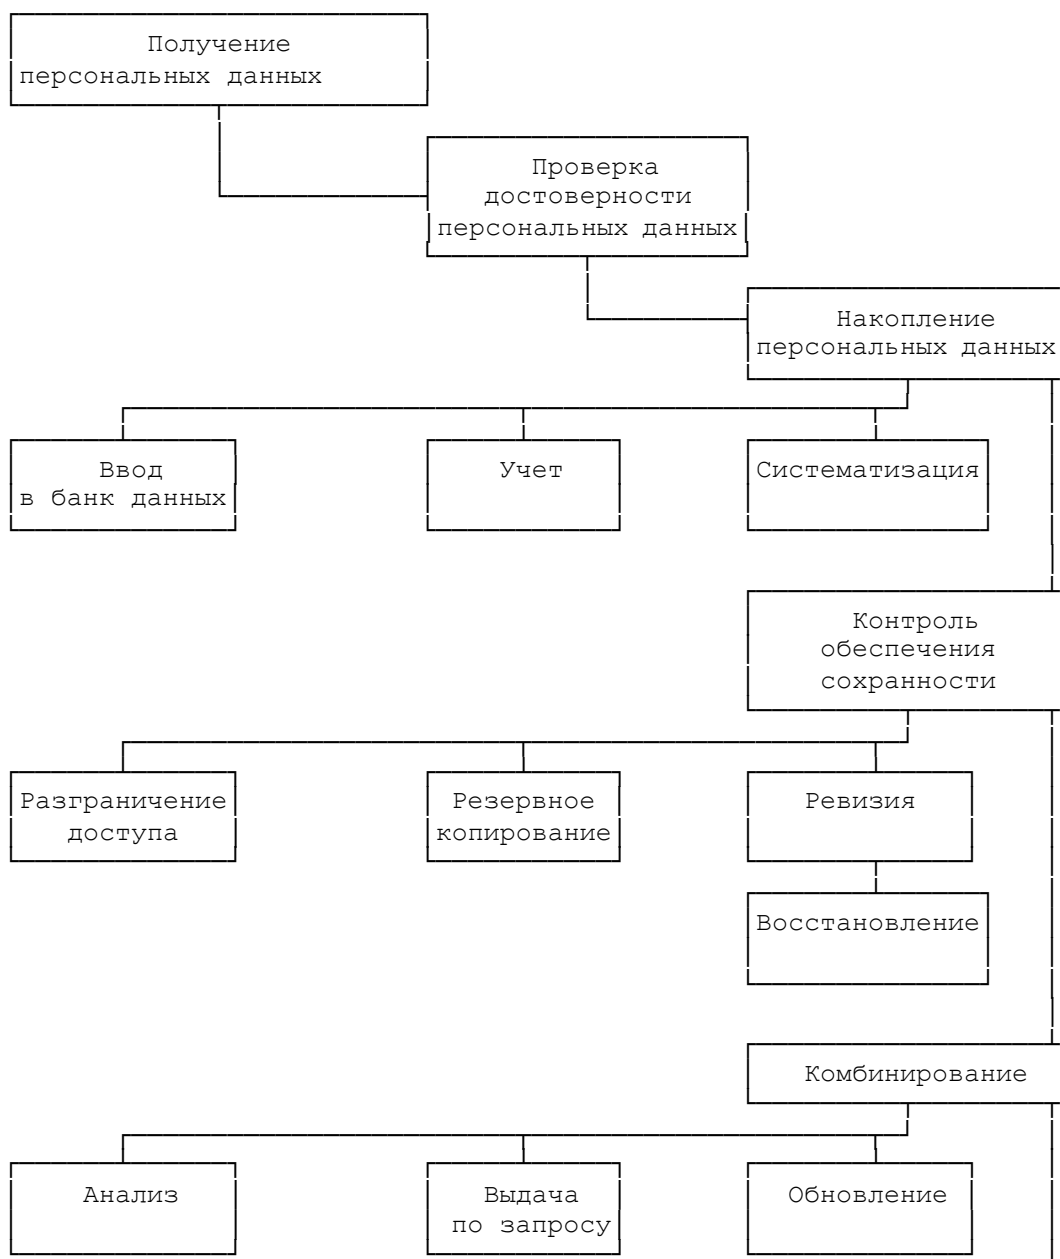 Получение
персональных данных
Проверка
достоверности
персональных данных
Накопление
персональных данных
Ввод
в банк данных
Учет
Систематизация
Контроль
обеспечения
сохранности
Разграничение
доступа
Резервное
копирование
Ревизия
Восстановление
Комбинирование
Анализ
Выдача
по запросу
Обновление